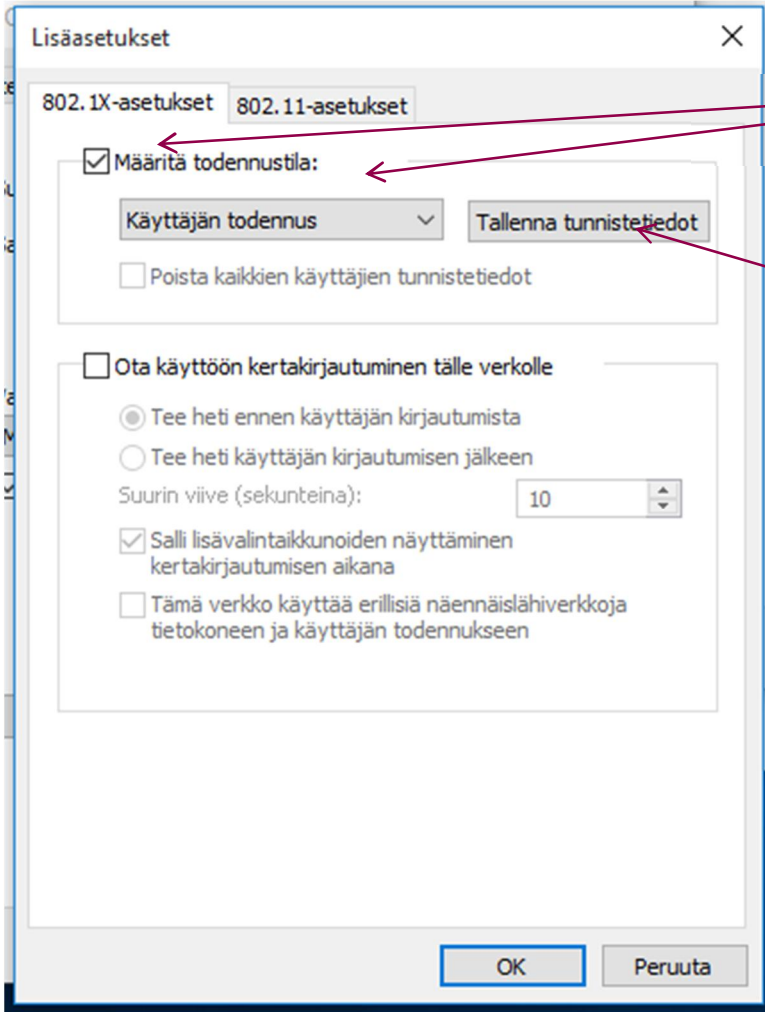 Lisäasetukset
802.1X-asetukset 802.11-asetukset
Määritä todennustila:
Käyttäjän todennus Tallenna tunnistetiedot
Poista kaikkien käyttäjien tunnistetiedot
Ota käyttöön kertakirjautuminen tälle verkolle
Tee heti ennen käyttäjän kirjautumista
Tee heti käyttäjän kirjautumisen jälkeen
Suurin viive (sekunteina): 10
Salli lisävalintaikkunoiden näyttäminen
kertakirjautumisen aikana
Tämä verkko käyttää erillisiä näennäislähiverkkoja
tietokoneen ja käyttäjän todennukseen
OK Peruuta